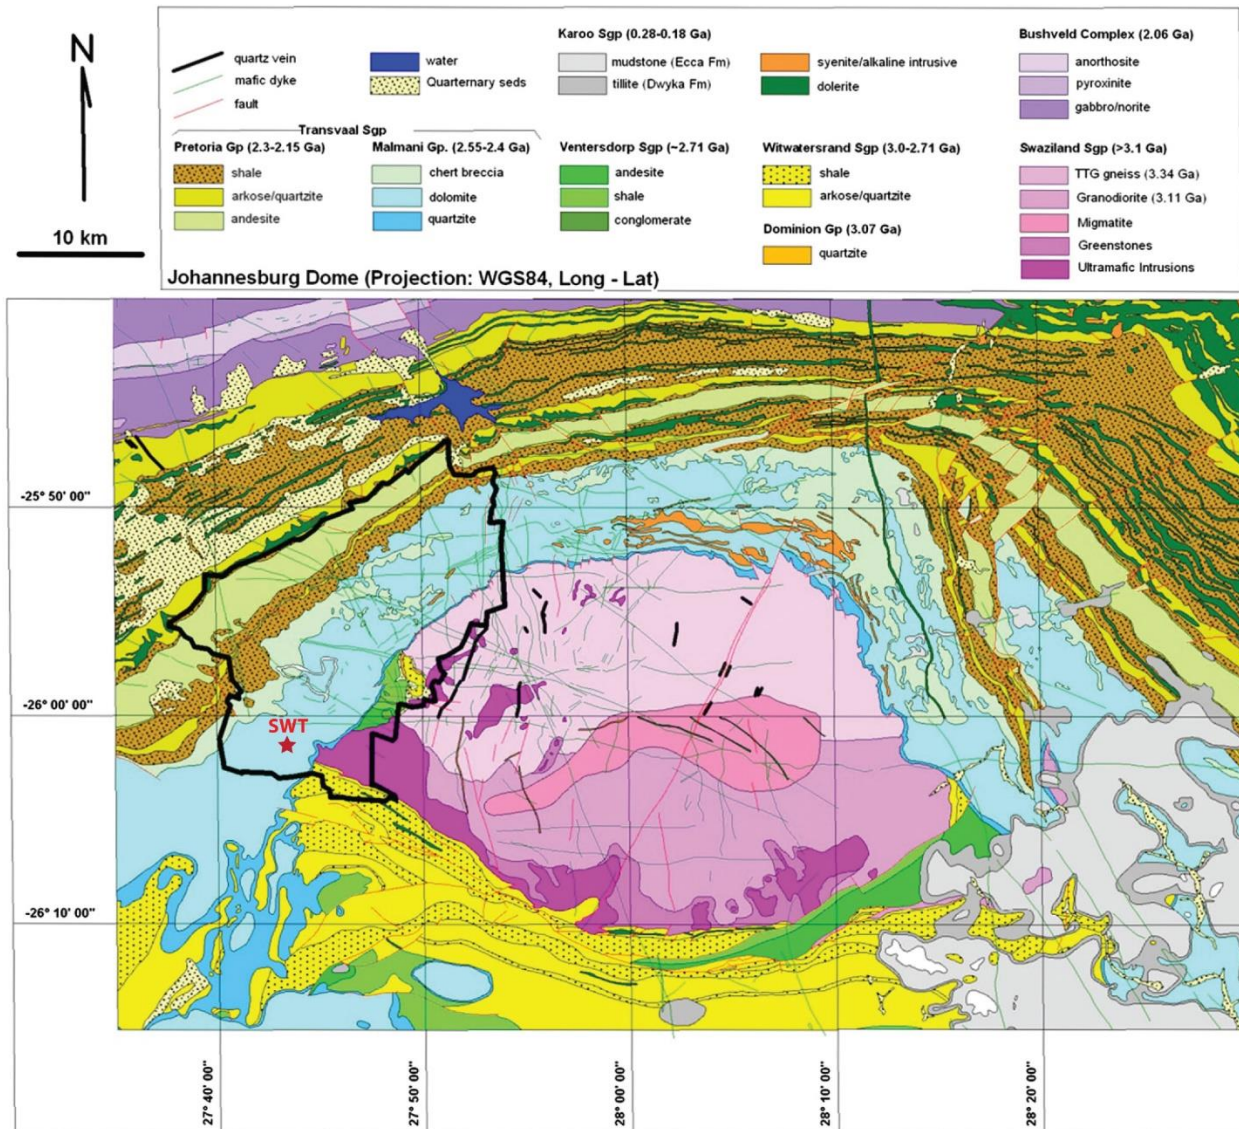 N
10 km
quartz vein
mafic dyke
fault
water
Quarternary seds
Karoo Sgp (0.28-0.18 Ga)
mudstone (Ecca Fm)
tillite (Dwyka Fm)
syenite/alkaline intrusive
dolerite
Bushveld Complex (2.06 Ga)
anorthosite
pyroxinite
gabbro/norite
Transvaal Sgp
Pretoria Gp (2.3-2.15 Ga)
shale
arkose/quartzite
andesite
Malmani Gp. (2.55-2.4 Ga)
chert breccia
dolomite
quartzite
Ventersdorp Sgp (~2.71 Ga)
andesite
shale
conglomerate
Witwatersrand Sgp (3.0-2.71 Ga)
shale
arkose/quartzite
Dominion Gp (3.07 Ga)
quartzite
Swaziland Sgp (>3.1 Ga)
TTG gneiss (3.34 Ga)
Granodiorite (3.11 Ga)
Migmatite
Greenstones
Ultramafic Intrusions
Johannesburg Dome (Projection: WGS84, Long - Lat)
-25° 50' 00"
-26° 00' 00"
-26° 10' 00"
SWT
27° 40' 00"
27° 50' 00"
28° 00' 00"
28° 10' 00"
28° 20' 00"